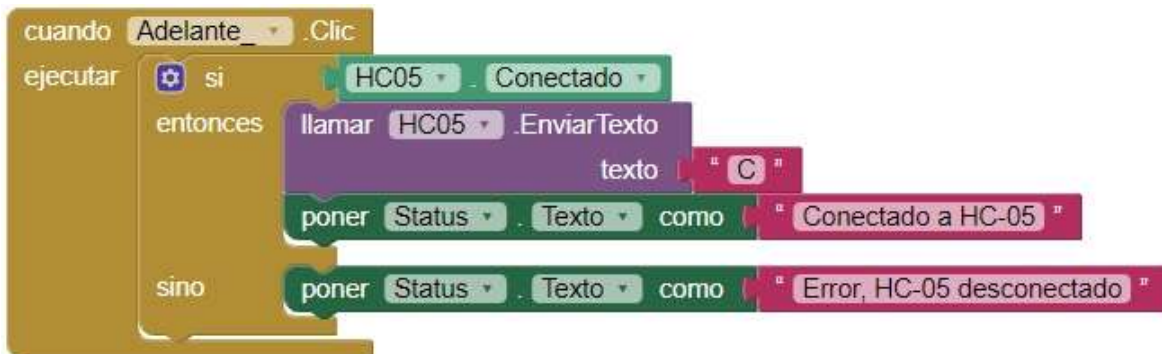 cuando Adelante_ .Clic
ejecutar si HC05 . Conectado
entonces llamar HC05 .EnviarTexto
texto " C "
poner Status . Texto como " Conectado a HC-05 "
sino poner Status . Texto como " Error, HC-05 desconectado "